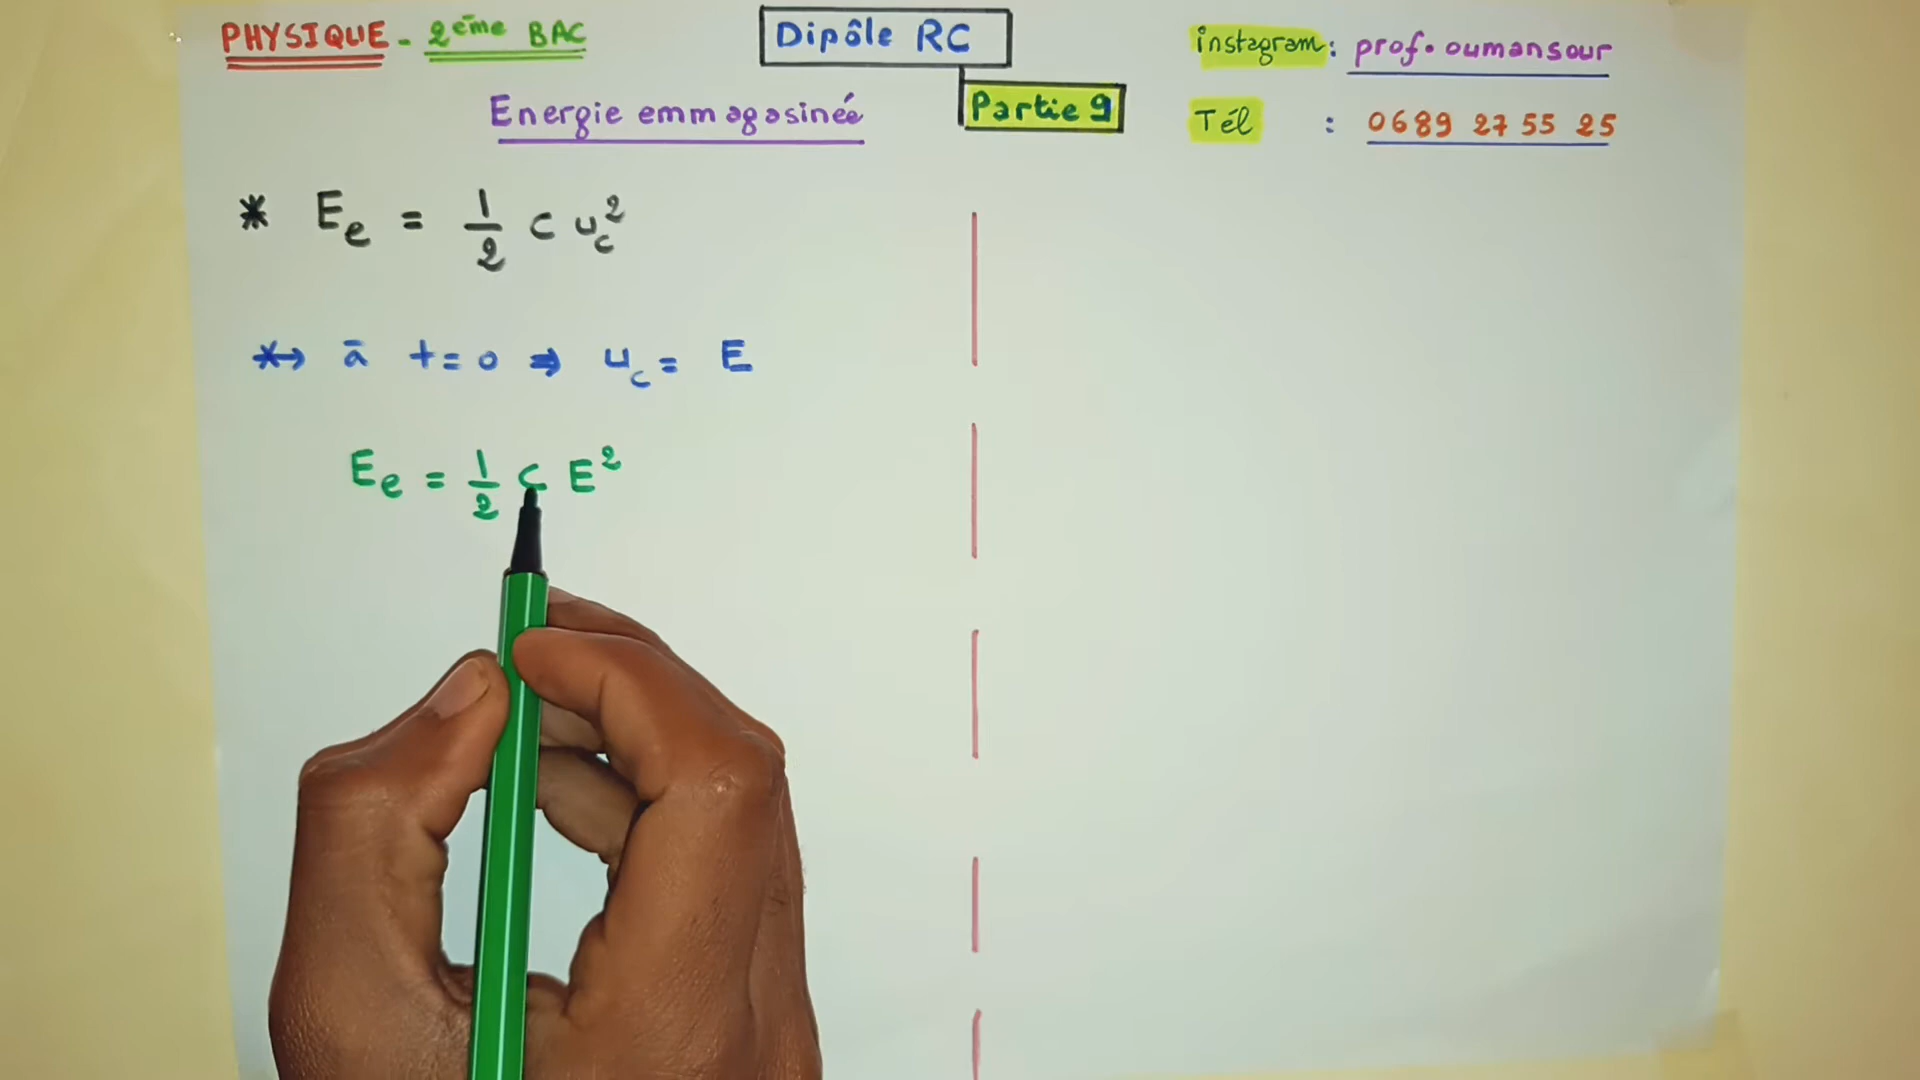 PHYSIQUE - 2ème BAC
Dipôle RC
Partie 9
Energie emmagasinée
instagram : prof.oumansour
Tél : 0689 27 55 25
* Ee = 1/2 C uc²
*→ à t=0 ⇒ uc = E
Ee = 1/2 C E²